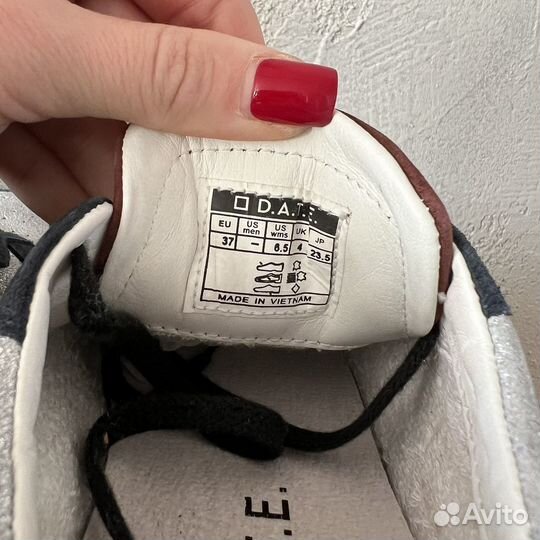 D.A.T.E.
EU US men US wms UK JP
37 – 6.5 4 23.5
MADE IN VIETNAM
.E.
Avito